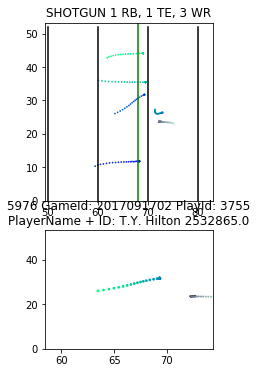 SHOTGUN 1 RB, 1 TE, 3 WR
50
40
30
20
10
0
50 60 70 80
5976 GameId: 2017091702 PlayId: 3755
PlayerName + ID: T.Y. Hilton 2532865.0
40
20
0
60 65 70